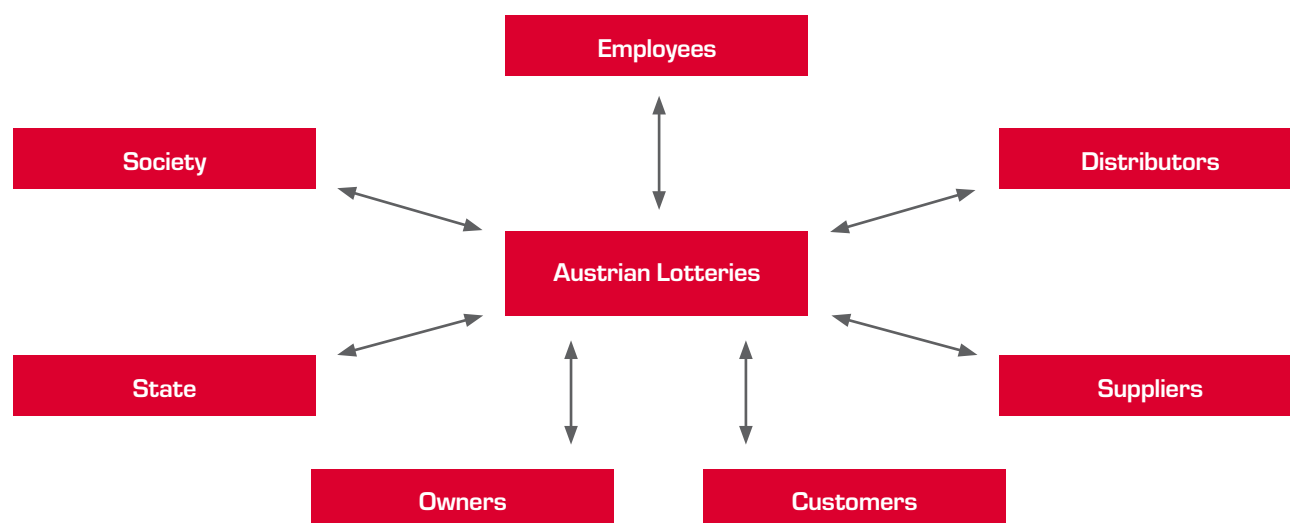 Employees
Society
Distributors
Austrian Lotteries
State
Suppliers
Owners
Customers